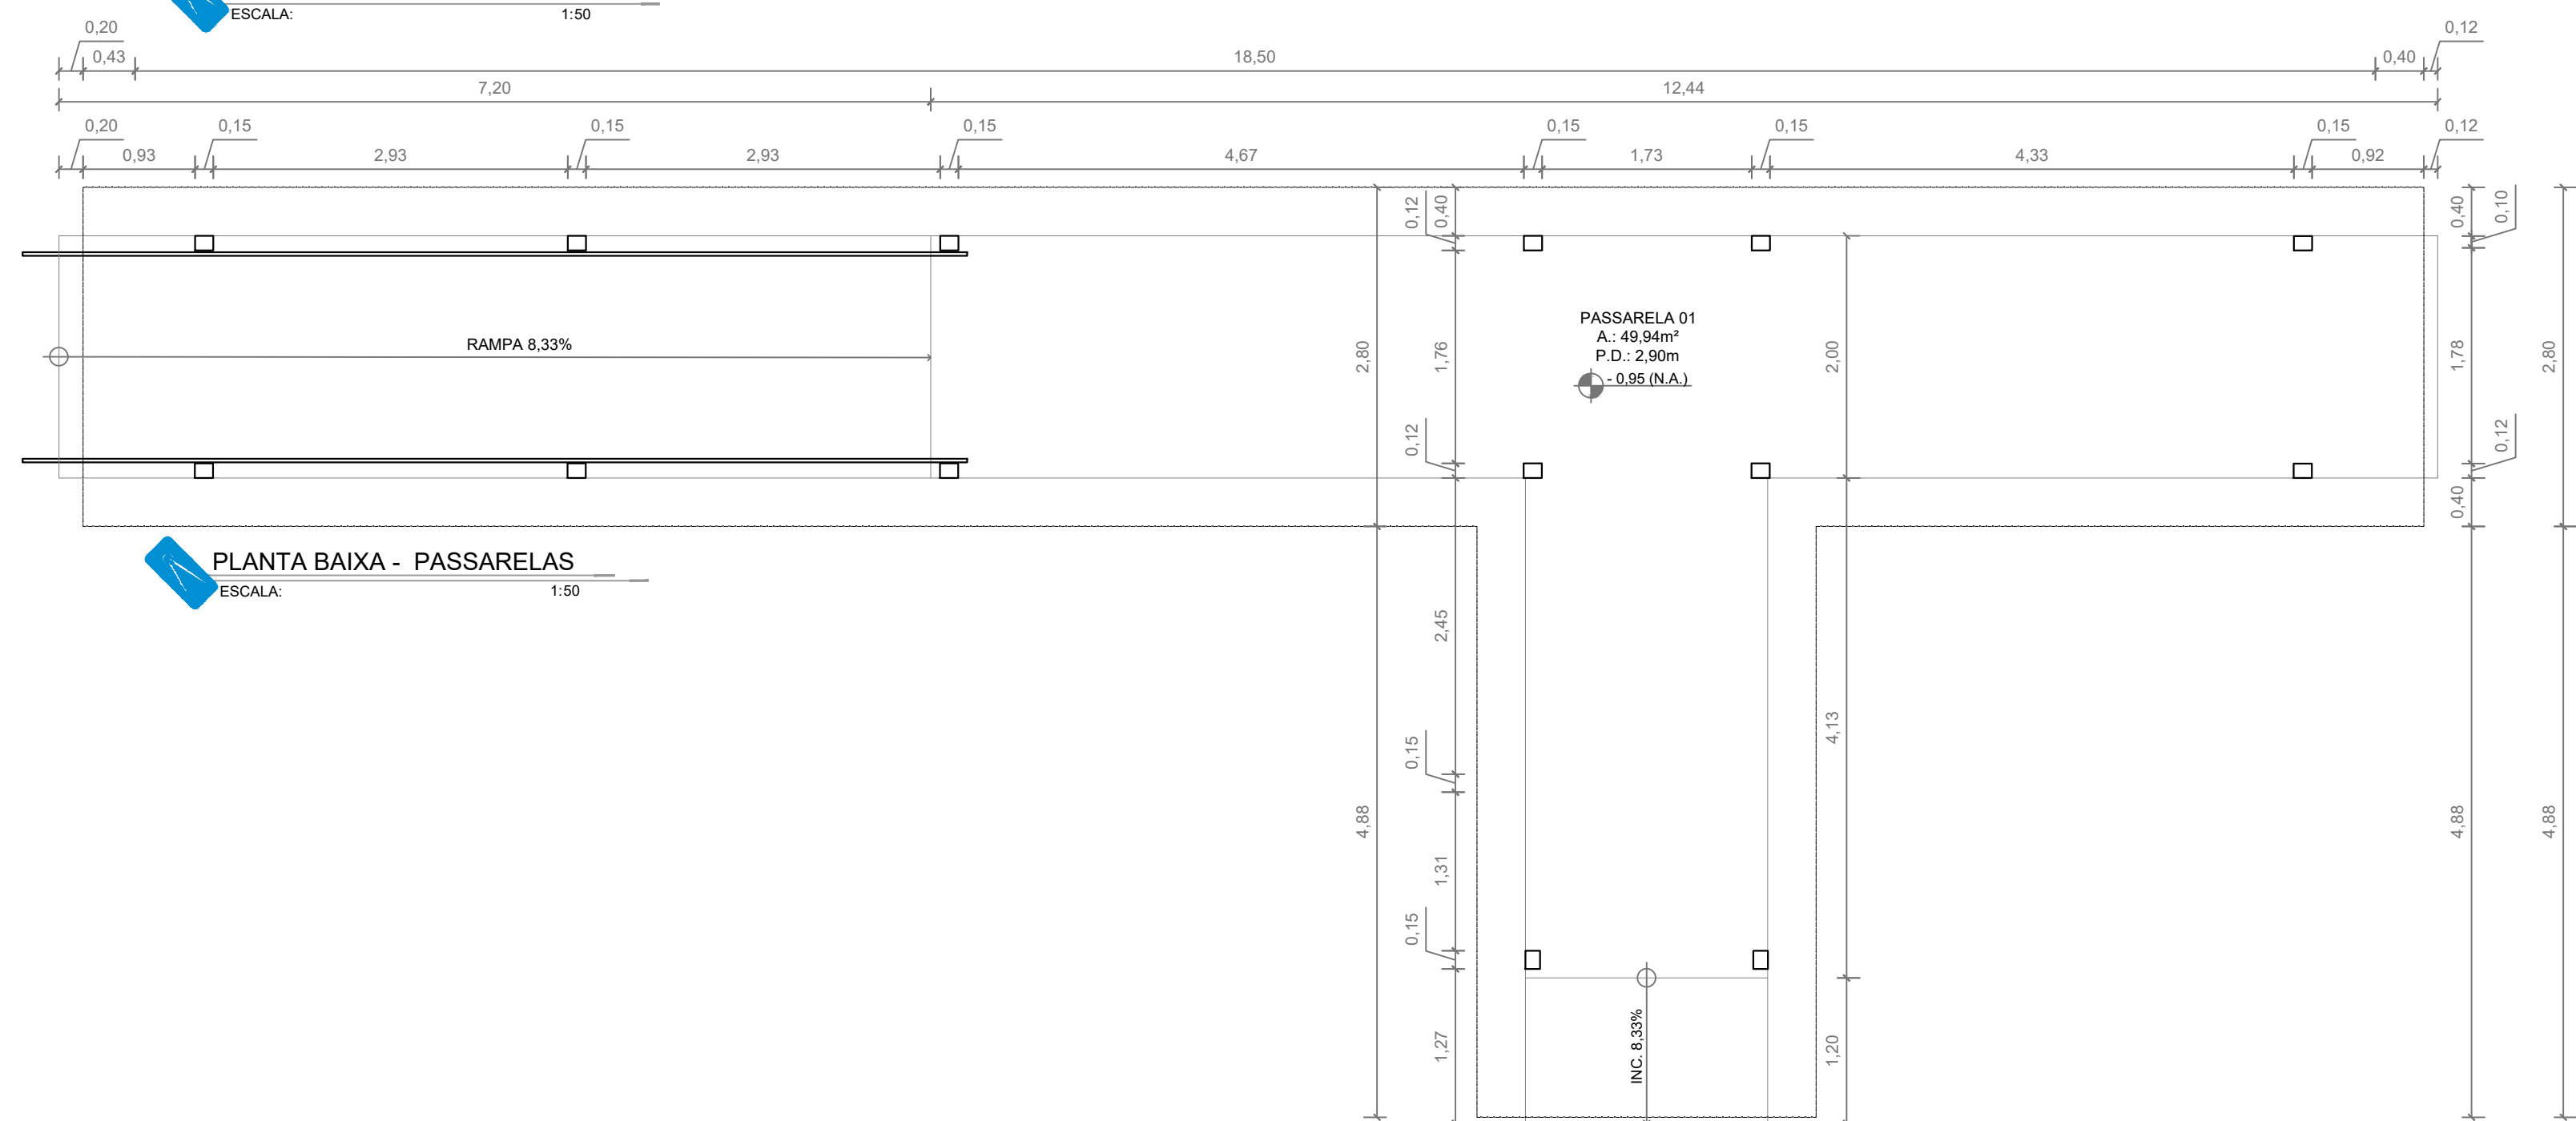 ESCALA: 1:50
0,20 0,12
0,43 18,50 0,40
7,20 12,44
0,20 0,15 0,15 0,15 0,15 0,15 0,15 0,12
0,93 2,93 2,93 4,67 1,73 4,33 0,92
0,12 0,40 0,40 0,10
PASSARELA 01
A.: 49,94m²
P.D.: 2,90m
- 0,95 (N.A.)
RAMPA 8,33%
2,80 1,76 2,00 1,78 2,80
0,12 0,12
0,40
PLANTA BAIXA - PASSARELAS
ESCALA: 1:50
2,45
0,15 4,13
4,88 1,31 4,88 4,88
0,15
1,27 INC. 8,33% 1,20